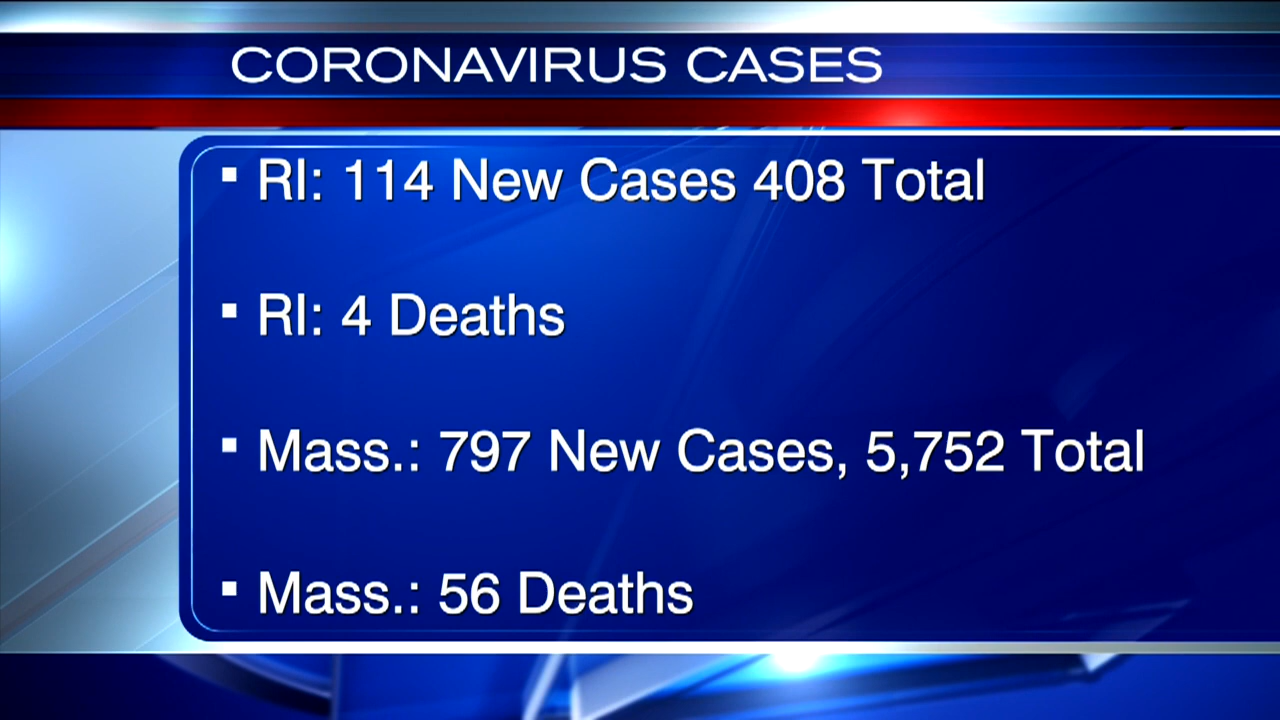 CORONAVIRUS CASES
▪ RI: 114 New Cases 408 Total
▪ RI: 4 Deaths
▪ Mass.: 797 New Cases, 5,752 Total
▪ Mass.: 56 Deaths